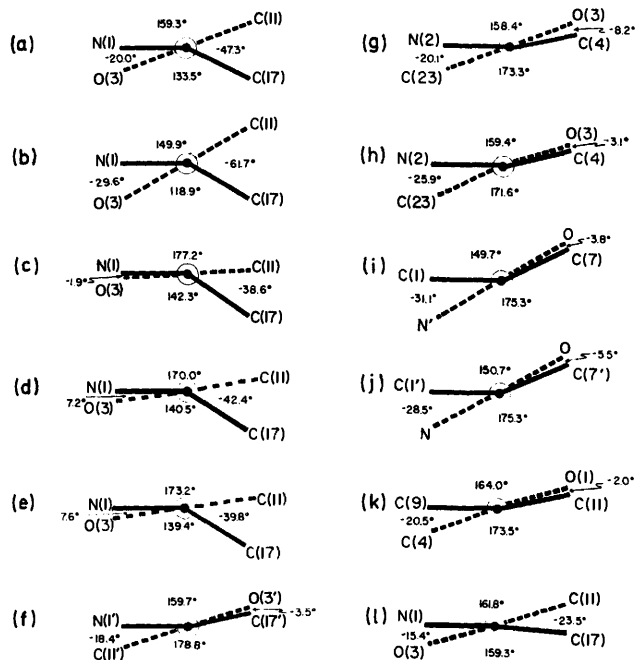 (a) N(1) 159.3° C(11)
-20.0° -47.3°
O(3) 133.5° C(17)
(b) N(1) 149.9° C(11)
-29.6° -61.7°
O(3) 118.9° C(17)
(c) N(1) 177.2° C(11)
-1.9° O(3) 142.3° -38.6°
C(17)
(d) N(1) 170.0° C(11)
7.2° O(3) 140.5° -42.4°
C(17)
(e) N(1) 173.2° C(11)
7.6° O(3) 139.4° -39.8°
C(17)
(f) N(1') 159.7° O(3')
-18.4° C(17') -3.5°
C(11') 178.8°
(g) N(2) 158.4° O(3)
-20.1° C(4) -8.2°
C(23) 173.3°
(h) N(2) 159.4° O(3)
-25.9° C(4) -3.1°
C(23) 171.6°
(i) C(1) 149.7° O
-31.1° C(7) -3.8°
N' 175.3°
(j) C(1') 150.7° O
-28.5° C(7') -5.5°
N 175.3°
(k) C(9) 164.0° O(1)
-20.5° C(11) -2.0°
C(4) 173.5°
(l) N(1) 161.8° C(11)
-15.4° -23.5°
O(3) 159.3° C(17)